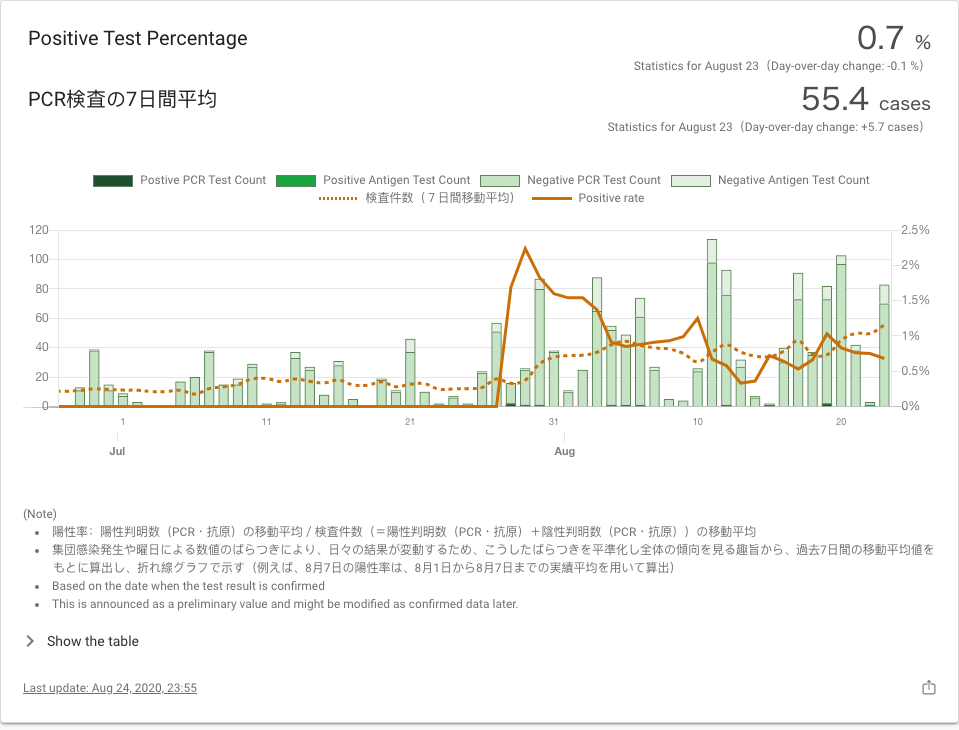 Positive Test Percentage
0.7 %
Statistics for August 23（Day-over-day change: -0.1 %）
PCR検査の7日間平均
55.4 cases
Statistics for August 23（Day-over-day change: +5.7 cases）
Postive PCR Test Count
Positive Antigen Test Count
Negative PCR Test Count
Negative Antigen Test Count
検査件数（７日間移動平均）
Positive rate
120
100
80
60
40
20
0
2.5%
2%
1.5%
1%
0.5%
0%
1
11
21
31
10
20
Jul
Aug
(Note)
陽性率：陽性判明数（PCR・抗原）の移動平均 / 検査件数（＝陽性判明数（PCR・抗原）＋陰性判明数（PCR・抗原））の移動平均
集団感染発生や曜日による数値のばらつきにより、日々の結果が変動するため、こうしたばらつきを平準化し全体の傾向を見る趣旨から、過去7日間の移動平均値を
もとに算出し、折れ線グラフで示す（例えば、8月7日の陽性率は、8月1日から8月7日までの実績平均を用いて算出）
Based on the date when the test result is confirmed
This is announced as a preliminary value and might be modified as confirmed data later.
Show the table
Last update: Aug 24, 2020, 23:55